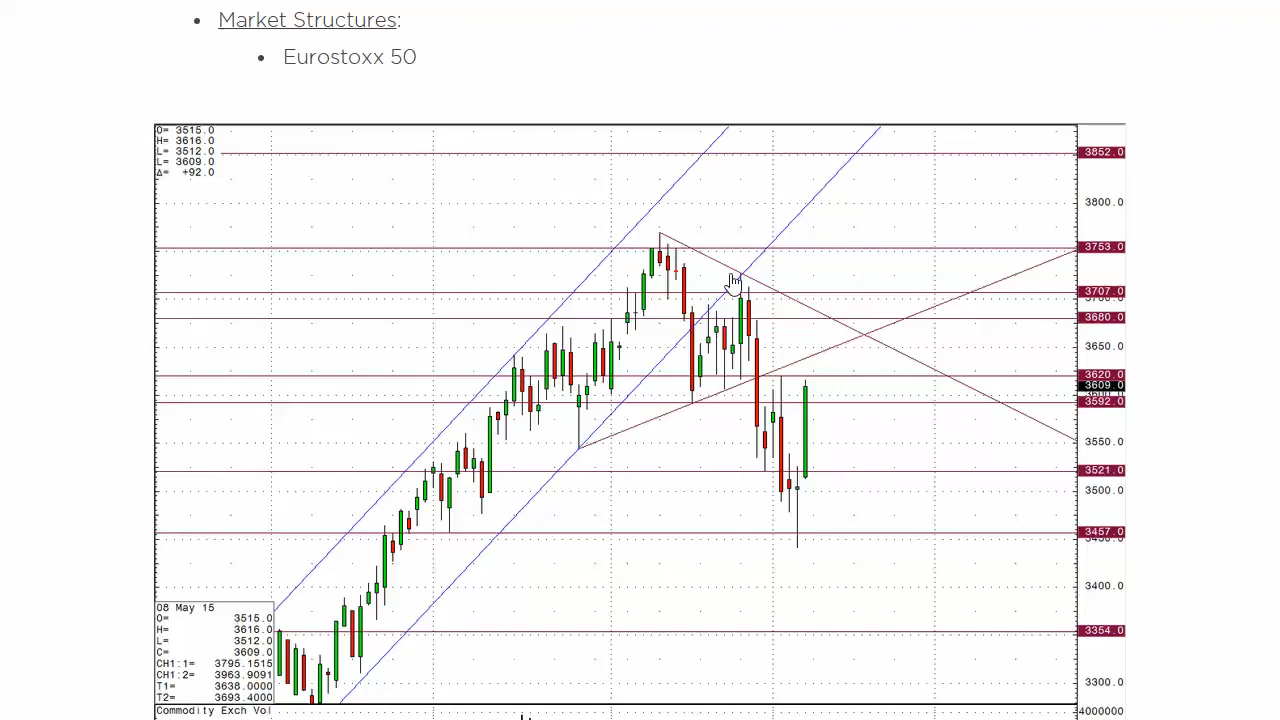 Market Structures:
Eurostoxx 50
O= 3515.0
H= 3616.0
L= 3512.0
L= 3609.0
Δ= +92.0
3852.0
3800.0
3753.0
3707.0
3680.0
3650.0
3620.0
3609.0
3592.0
3550.0
3521.0
3500.0
3457.0
3400.0
3354.0
3300.0
08 May 15
O= 3515.0
H= 3616.0
L= 3512.0
C= 3609.0
CH1:1= 3795.1515
CH1:2= 3963.9091
T1= 3638.0000
T2= 3693.4000
Commodity Exch Vol
4000000